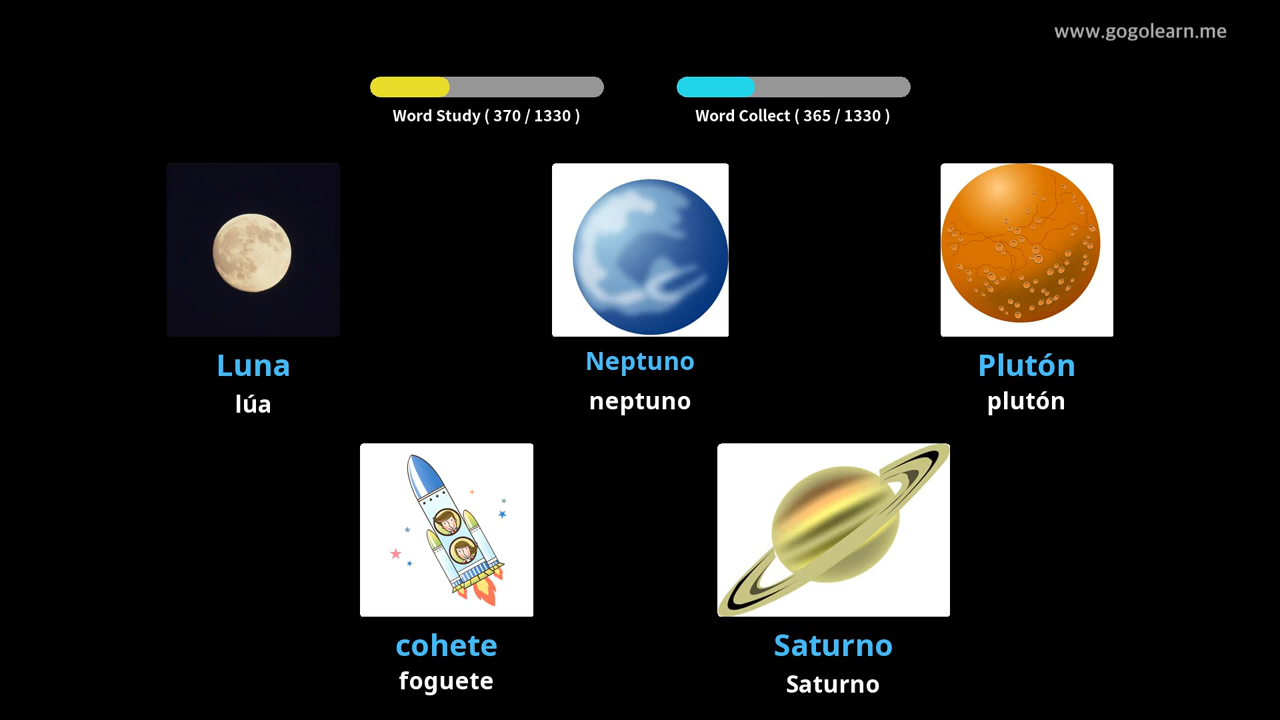 www.gogolearn.me
Word Study ( 370 / 1330 )
Word Collect ( 365 / 1330 )
Luna
lúa
Neptuno
neptuno
Plutón
plutón
cohete
foguete
Saturno
Saturno